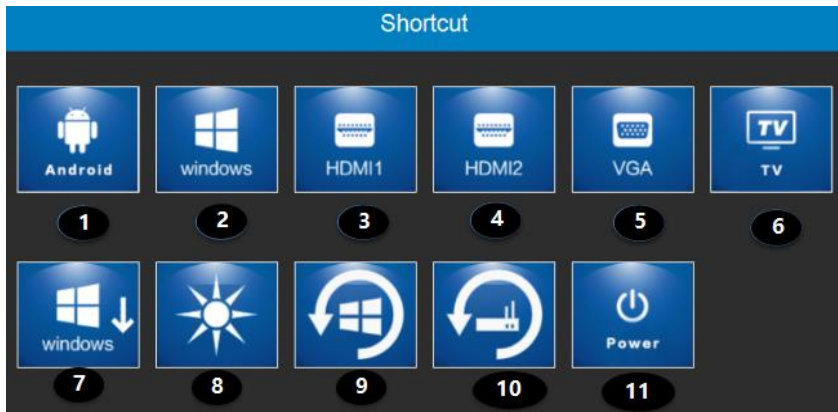 Shortcut
Android
windows
HDMI1
HDMI2
VGA
TV
TV
1
2
3
4
5
6
windows
Power
7
8
9
10
11